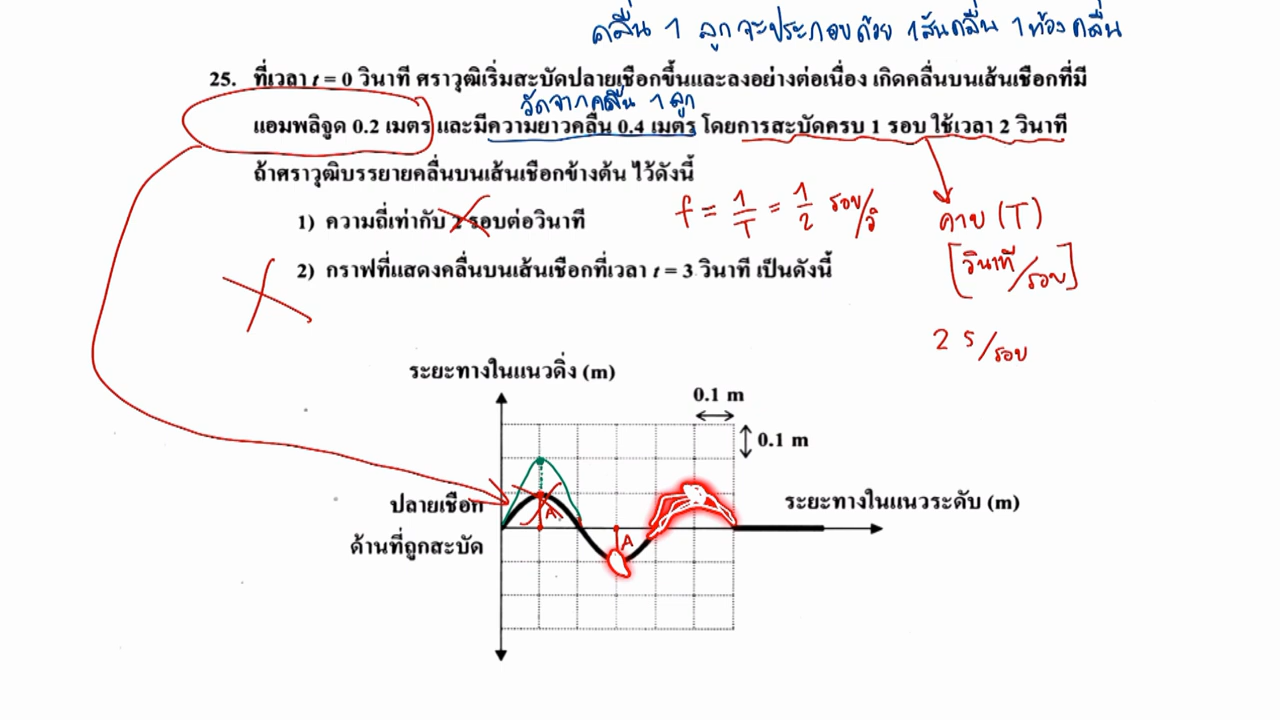 คลื่น 1 ลูกจะประกอบด้วย 1สันคลื่น 1ท้องคลื่น
25. ที่เวลา t = 0 วินาที ศราวุฒิเริ่มสะบัดปลายเชือกขึ้นและลงอย่างต่อเนื่อง เกิดคลื่นบนเส้นเชือกที่มี
วัดจากคลื่น 1 ลูก
แอมพลิจูด 0.2 เมตร และมีความยาวคลื่น 0.4 เมตร โดยการสะบัดครบ 1 รอบ ใช้เวลา 2 วินาที
ถ้าศราวุฒิบรรยายคลื่นบนเส้นเชือกข้างต้น ไว้ดังนี้
1) ความถี่เท่ากับ 2 รอบต่อวินาที
f = 1/T = 1/2 รอบ/วิ
คาบ (T)
2) กราฟที่แสดงคลื่นบนเส้นเชือกที่เวลา t = 3 วินาที เป็นดังนี้
[วินาที/รอบ]
2 s/รอบ
ระยะทางในแนวดิ่ง (m)
0.1 m
0.1 m
ปลายเชือก
ด้านที่ถูกสะบัด
A
A
ระยะทางในแนวระดับ (m)